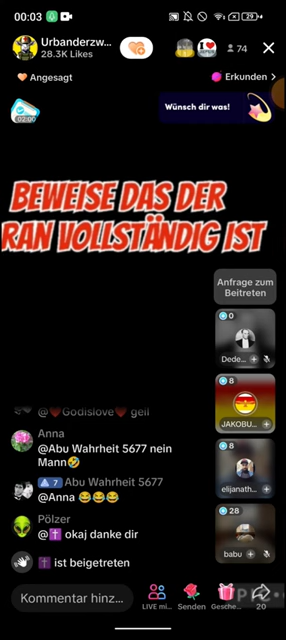 00:03
29
Urbanderzw...
28.3K Likes
74
Angesagt
Erkunden >
02:00
Wünsch dir was!
BEWEISE DAS DER
RAN VOLLSTÄNDIG IST
Anfrage zum
Beitreten
0
Dede...
8
JAKOBU...
8
elijanath...
28
babu
@❤️Godislove❤️ geil
Anna
@Abu Wahrheit 5677 nein
Mann🤣
7 Abu Wahrheit 5677
@Anna 😂😂😂
Pölzer
@✝️ okaj danke dir
✝️ ist beigetreten
Kommentar hinz...
LIVE mi...
Senden
Gesche...
20